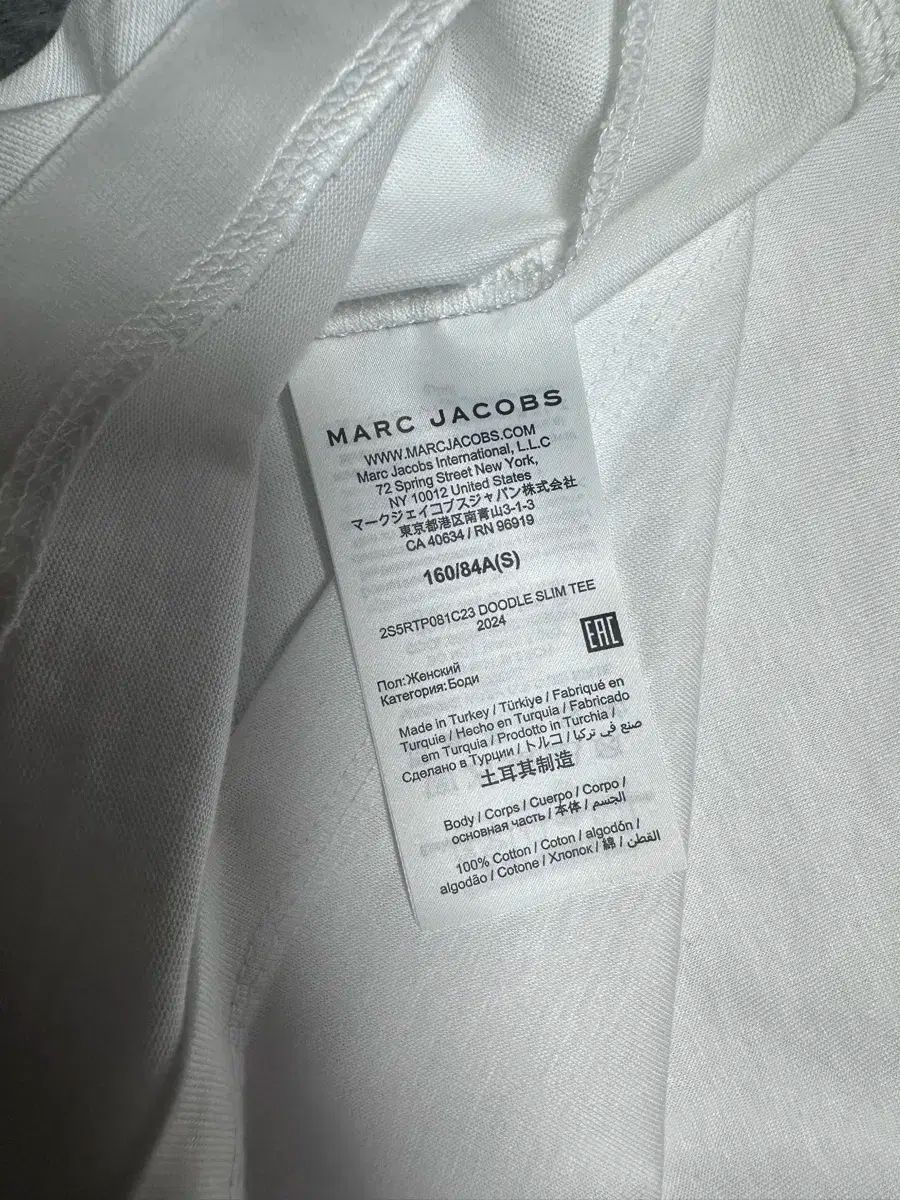 MARC JACOBS
WWW.MARCJACOBS.COM
Marc Jacobs International, L.L.C
72 Spring Street New York,
NY 10012 United States
マークジェイコブスジャパン株式会社
東京都港区南青山3-1-3
CA 40634 / RN 96919
160/84A(S)
2S5RTP081C23 DOODLE SLIM TEE
2024
EAC
Пол:Женский
Категория:Боди
Made in Turkey / Türkiye / Fabriqué en
Turquie / Hecho en Turquia / Fabricado
em Turquia / Prodotto in Turchia /
Сделано в Турции / トルコ / صنع في تركيا
土耳其制造
Body / Corps / Cuerpo / Corpo /
основная часть / 本体 / الجسم
100% Cotton / Coton / algodón /
algodão / Cotone / Хлопок / 綿 / القطن